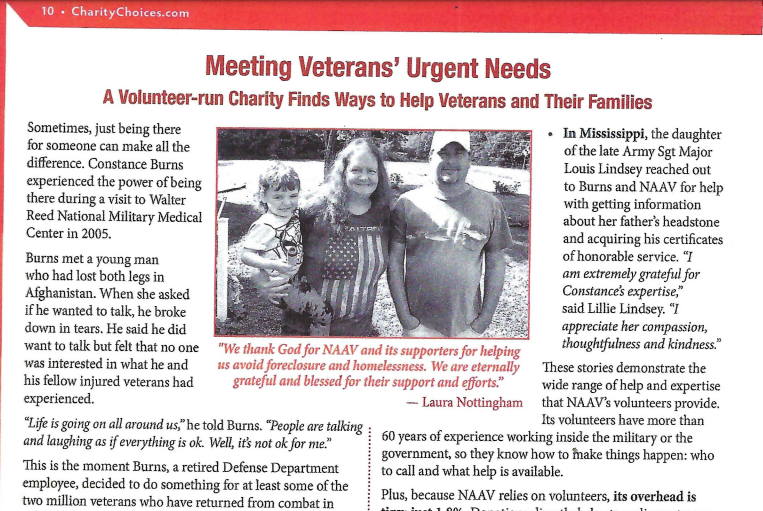 10 • CharityChoices.com
Meeting Veterans' Urgent Needs
A Volunteer-run Charity Finds Ways to Help Veterans and Their Families
Sometimes, just being there
for someone can make all the
difference. Constance Burns
experienced the power of being
there during a visit to Walter
Reed National Military Medical
Center in 2005.
Burns met a young man
who had lost both legs in
Afghanistan. When she asked
if he wanted to talk, he broke
down in tears. He said he did
want to talk but felt that no one
was interested in what he and
his fellow injured veterans had
experienced.
"Life is going on all around us," he told Burns. "People are talking
and laughing as if everything is ok. Well, it's not ok for me."
This is the moment Burns, a retired Defense Department
employee, decided to do something for at least some of the
two million veterans who have returned from combat in
"We thank God for NAAV and its supporters for helping
us avoid foreclosure and homelessness. We are eternally
grateful and blessed for their support and efforts."
— Laura Nottingham
• In Mississippi, the daughter
of the late Army Sgt Major
Louis Lindsey reached out
to Burns and NAAV for help
with getting information
about her father's headstone
and acquiring his certificates
of honorable service. "I
am extremely grateful for
Constance's expertise,"
said Lillie Lindsey. "I
appreciate her compassion,
thoughtfulness and kindness."
These stories demonstrate the
wide range of help and expertise
that NAAV's volunteers provide.
Its volunteers have more than
60 years of experience working inside the military or the
government, so they know how to make things happen: who
to call and what help is available.
Plus, because NAAV relies on volunteers, its overhead is